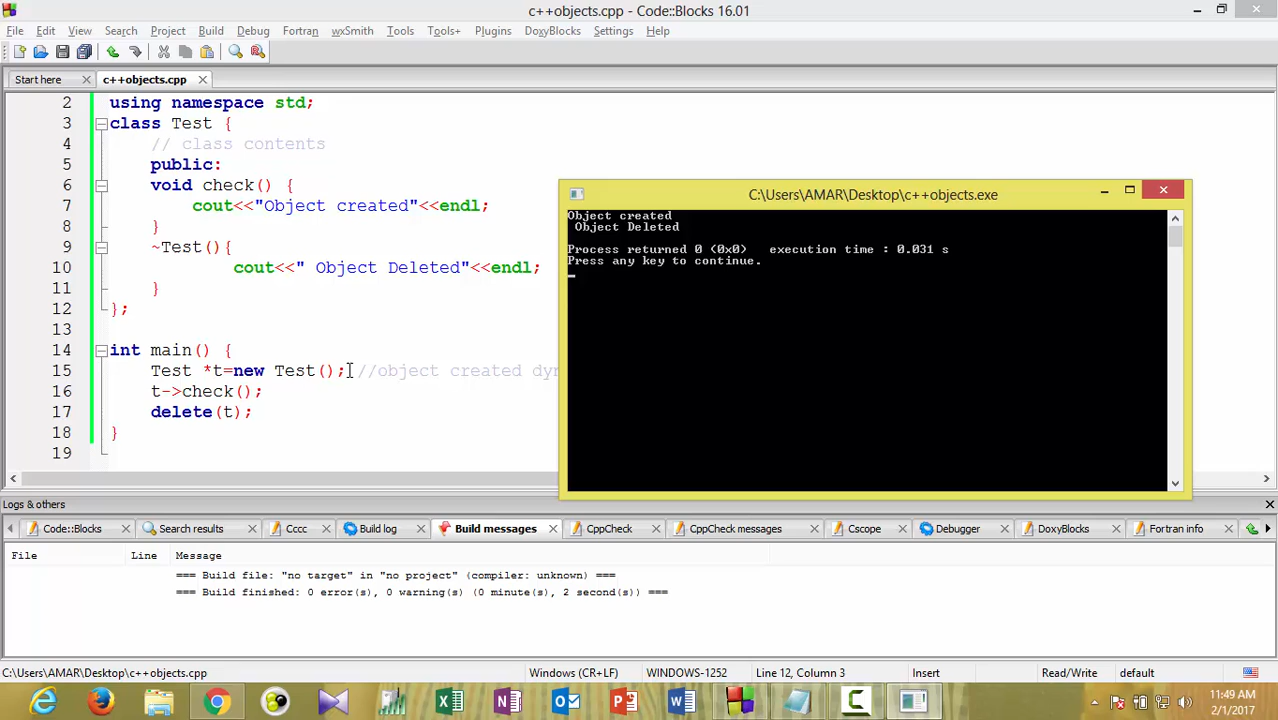 c++objects.cpp - Code::Blocks 16.01
File Edit View Search Project Build Debug Fortran wxSmith Tools Tools+ Plugins DoxyBlocks Settings Help
Start here c++objects.cpp
2 using namespace std;
3 class Test {
4 // class contents
5 public:
6 void check() {
7 cout<<"Object created"<<endl;
8 }
9 ~Test(){
10 cout<<" Object Deleted"<<endl;
11 }
12 };
13
14 int main() {
15 Test *t=new Test();//object created dyn
16 t->check();
17 delete(t);
18 }
19
C:\Users\AMAR\Desktop\c++objects.exe
Object created
Object Deleted
Process returned 0 (0x0) execution time : 0.031 s
Press any key to continue.
Logs & others
Code::Blocks Search results Cccc Build log Build messages CppCheck CppCheck messages Cscope Debugger DoxyBlocks Fortran info
File Line Message
=== Build file: "no target" in "no project" (compiler: unknown) ===
=== Build finished: 0 error(s), 0 warning(s) (0 minute(s), 2 second(s)) ===
C:\Users\AMAR\Desktop\c++objects.cpp Windows (CR+LF) WINDOWS-1252 Line 12, Column 3 Insert Read/Write default
11:49 AM
2/1/2017